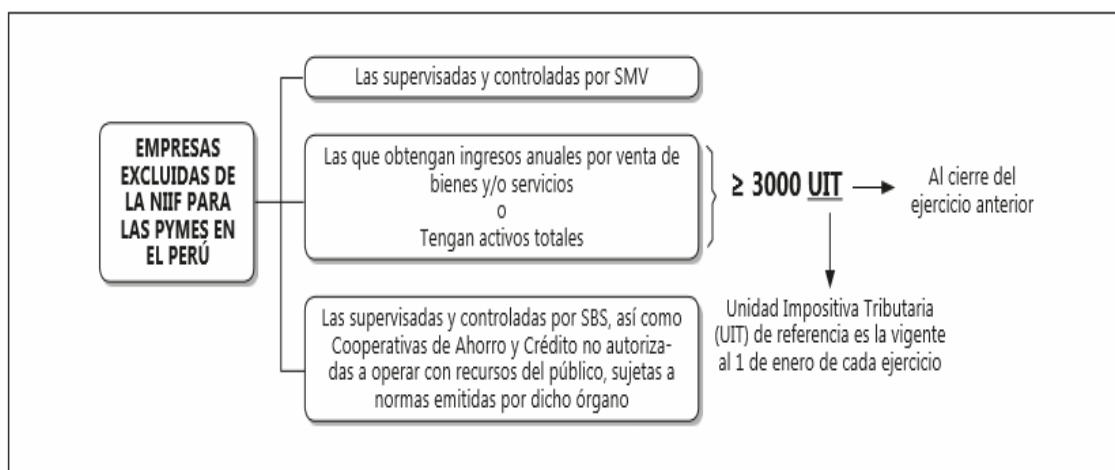 EMPRESAS
EXCLUIDAS DE
LA NIIF PARA
LAS PYMES EN
EL PERÚ
Las supervisadas y controladas por SMV
Las que obtengan ingresos anuales por venta de
bienes y/o servicios
o
Tengan activos totales
≥ 3000 UIT
Al cierre del
ejercicio anterior
Unidad Impositiva Tributaria
(UIT) de referencia es la vigente
al 1 de enero de cada ejercicio
Las supervisadas y controladas por SBS, así como
Cooperativas de Ahorro y Crédito no autoriza-
das a operar con recursos del público, sujetas a
normas emitidas por dicho órgano